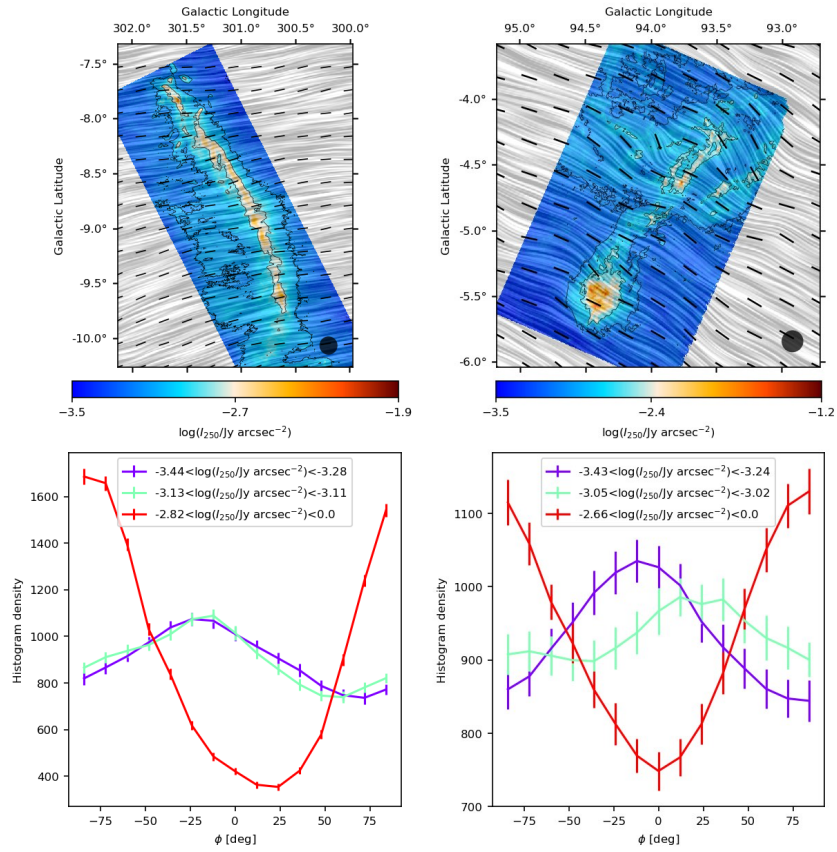 Galactic Longitude
302.0° 301.5° 301.0° 300.5° 300.0°
Galactic Latitude
-7.5°
-8.0°
-8.5°
-9.0°
-9.5°
-10.0°
−3.5 −2.7 −1.9
log(I250/Jy arcsec−2)
Galactic Longitude
95.0° 94.5° 94.0° 93.5° 93.0°
Galactic Latitude
-4.0°
-4.5°
-5.0°
-5.5°
-6.0°
−3.5 −2.4 −1.2
log(I250/Jy arcsec−2)
-3.44<log(I250/Jy arcsec−2)<-3.28
-3.13<log(I250/Jy arcsec−2)<-3.11
-2.82<log(I250/Jy arcsec−2)<0.0
Histogram density
1600
1400
1200
1000
800
600
400
−75 −50 −25 0 25 50 75
ϕ [deg]
-3.43<log(I250/Jy arcsec−2)<-3.24
-3.05<log(I250/Jy arcsec−2)<-3.02
-2.66<log(I250/Jy arcsec−2)<0.0
Histogram density
1100
1000
900
800
700
−75 −50 −25 0 25 50 75
ϕ [deg]